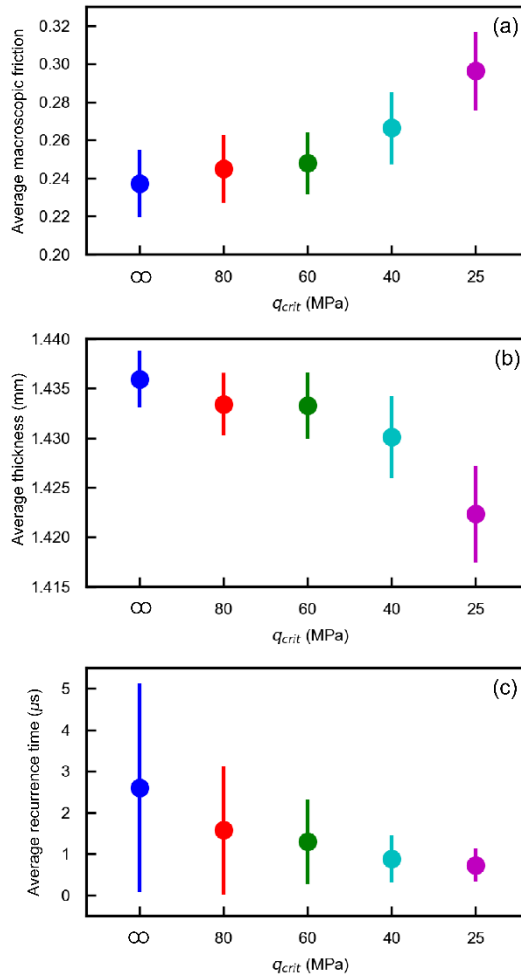 (a)
Average macroscopic friction
0.32
0.30
0.28
0.26
0.24
0.22
0.20
∞ 80 60 40 25
q_crit (MPa)
(b)
Average thickness (mm)
1.440
1.435
1.430
1.425
1.420
1.415
∞ 80 60 40 25
q_crit (MPa)
(c)
Average recurrence time (μs)
5
4
3
2
1
0
∞ 80 60 40 25
q_crit (MPa)